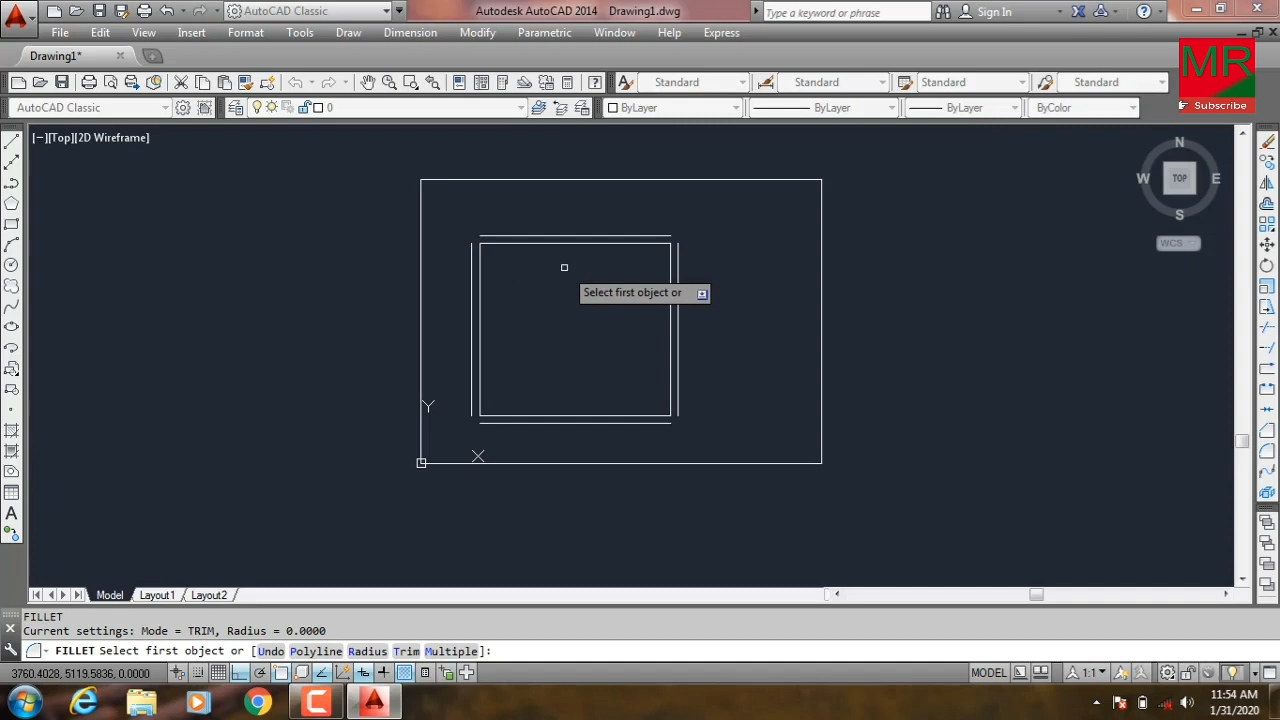 AutoCAD Classic
Autodesk AutoCAD 2014 Drawing1.dwg
Type a keyword or phrase
Sign In
File Edit View Insert Format Tools Draw Dimension Modify Parametric Window Help Express
Drawing1*
Standard
Standard
Standard
Standard
MR
Subscribe
AutoCAD Classic
0
ByLayer
ByLayer
ByLayer
ByColor
[−][Top][2D Wireframe]
N
W TOP E
S
WCS
Select first object or
Y
X
Model Layout1 Layout2
FILLET
Current settings: Mode = TRIM, Radius = 0.0000
FILLET Select first object or [Undo Polyline Radius Trim Multiple]:
3760.4028, 5119.5836, 0.0000
MODEL
1:1
11:54 AM
1/31/2020